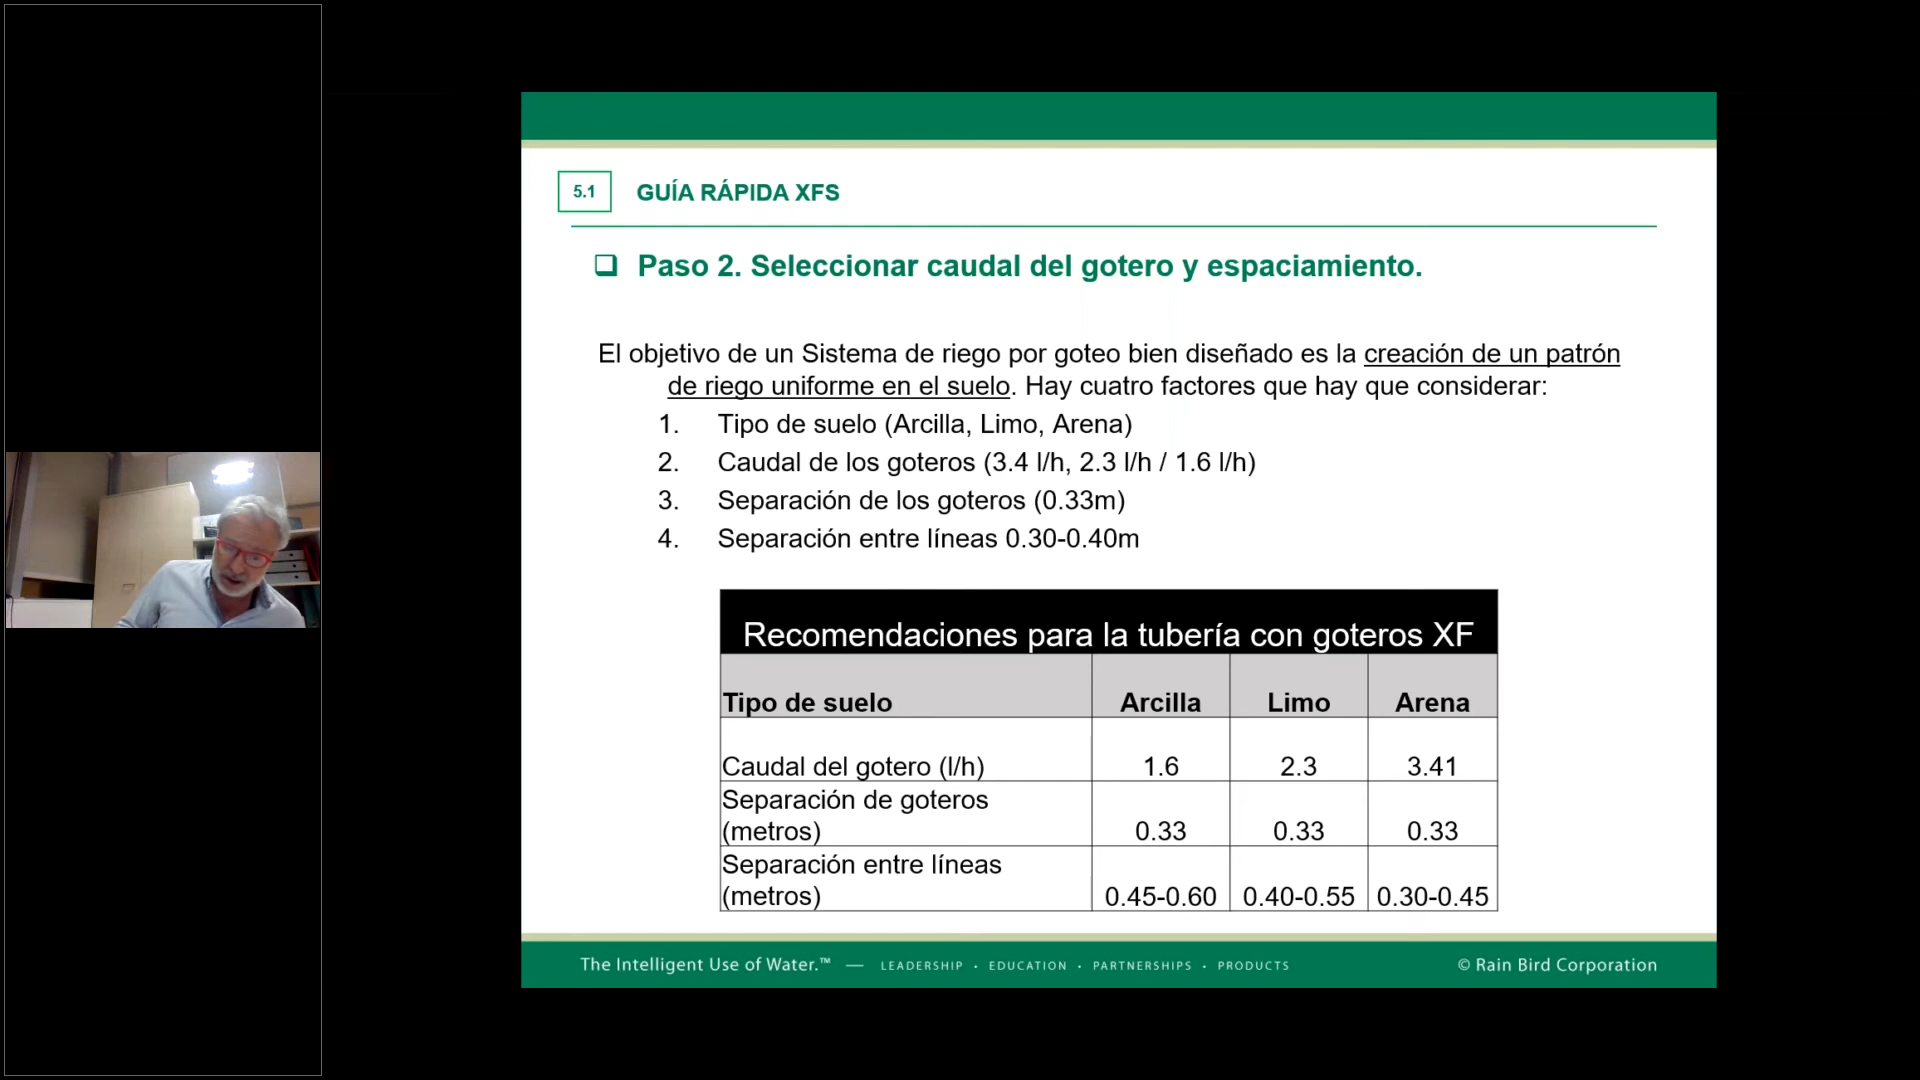 5.1 GUÍA RÁPIDA XFS
Paso 2. Seleccionar caudal del gotero y espaciamiento.
El objetivo de un Sistema de riego por goteo bien diseñado es la creación de un patrón
de riego uniforme en el suelo. Hay cuatro factores que hay que considerar:
1. Tipo de suelo (Arcilla, Limo, Arena)
2. Caudal de los goteros (3.4 l/h, 2.3 l/h / 1.6 l/h)
3. Separación de los goteros (0.33m)
4. Separación entre líneas 0.30-0.40m
Recomendaciones para la tubería con goteros XF
Tipo de suelo Arcilla Limo Arena
Caudal del gotero (l/h) 1.6 2.3 3.41
Separación de goteros
(metros) 0.33 0.33 0.33
Separación entre líneas
(metros) 0.45-0.60 0.40-0.55 0.30-0.45
The Intelligent Use of Water.™ — LEADERSHIP • EDUCATION • PARTNERSHIPS • PRODUCTS © Rain Bird Corporation